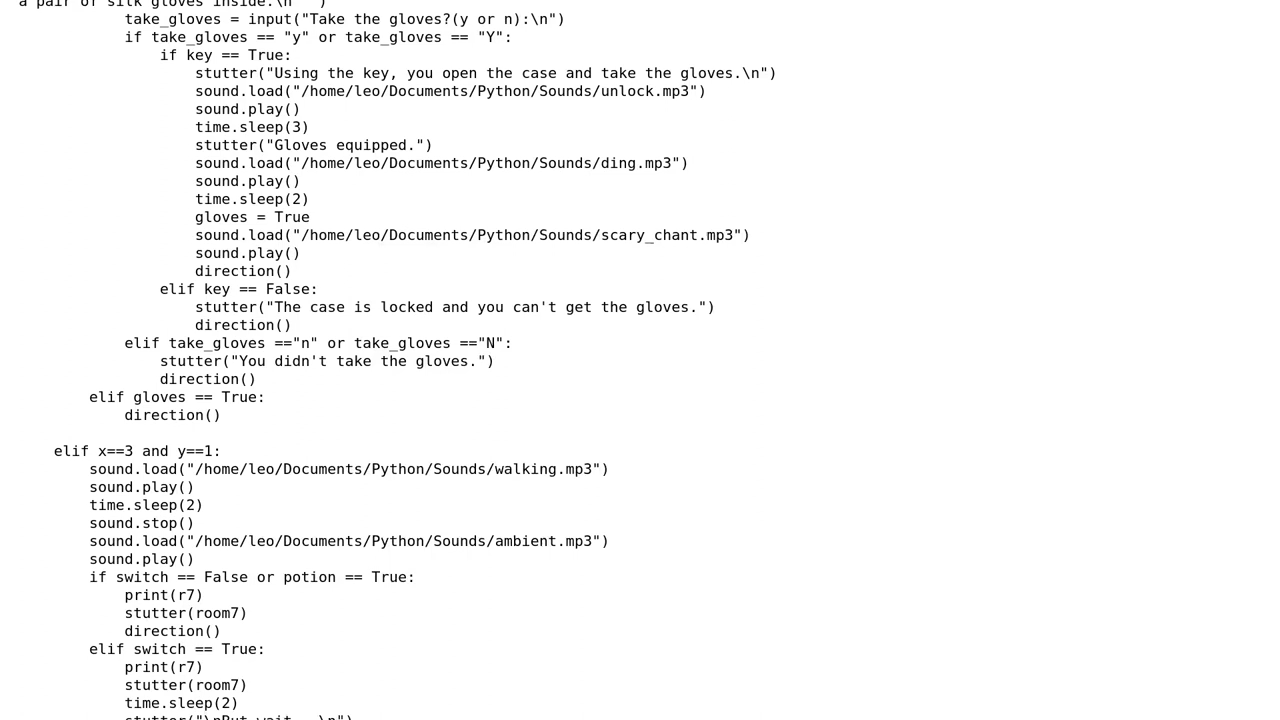 a pair of silk gloves inside.\n""")
take_gloves = input("Take the gloves?(y or n):\n")
if take_gloves == "y" or take_gloves == "Y":
if key == True:
stutter("Using the key, you open the case and take the gloves.\n")
sound.load("/home/leo/Documents/Python/Sounds/unlock.mp3")
sound.play()
time.sleep(3)
stutter("Gloves equipped.")
sound.load("/home/leo/Documents/Python/Sounds/ding.mp3")
sound.play()
time.sleep(2)
gloves = True
sound.load("/home/leo/Documents/Python/Sounds/scary_chant.mp3")
sound.play()
direction()
elif key == False:
stutter("The case is locked and you can't get the gloves.")
direction()
elif take_gloves =="n" or take_gloves =="N":
stutter("You didn't take the gloves.")
direction()
elif gloves == True:
direction()
elif x==3 and y==1:
sound.load("/home/leo/Documents/Python/Sounds/walking.mp3")
sound.play()
time.sleep(2)
sound.stop()
sound.load("/home/leo/Documents/Python/Sounds/ambient.mp3")
sound.play()
if switch == False or potion == True:
print(r7)
stutter(room7)
direction()
elif switch == True:
print(r7)
stutter(room7)
time.sleep(2)
stutter("\nBut wait...\n")